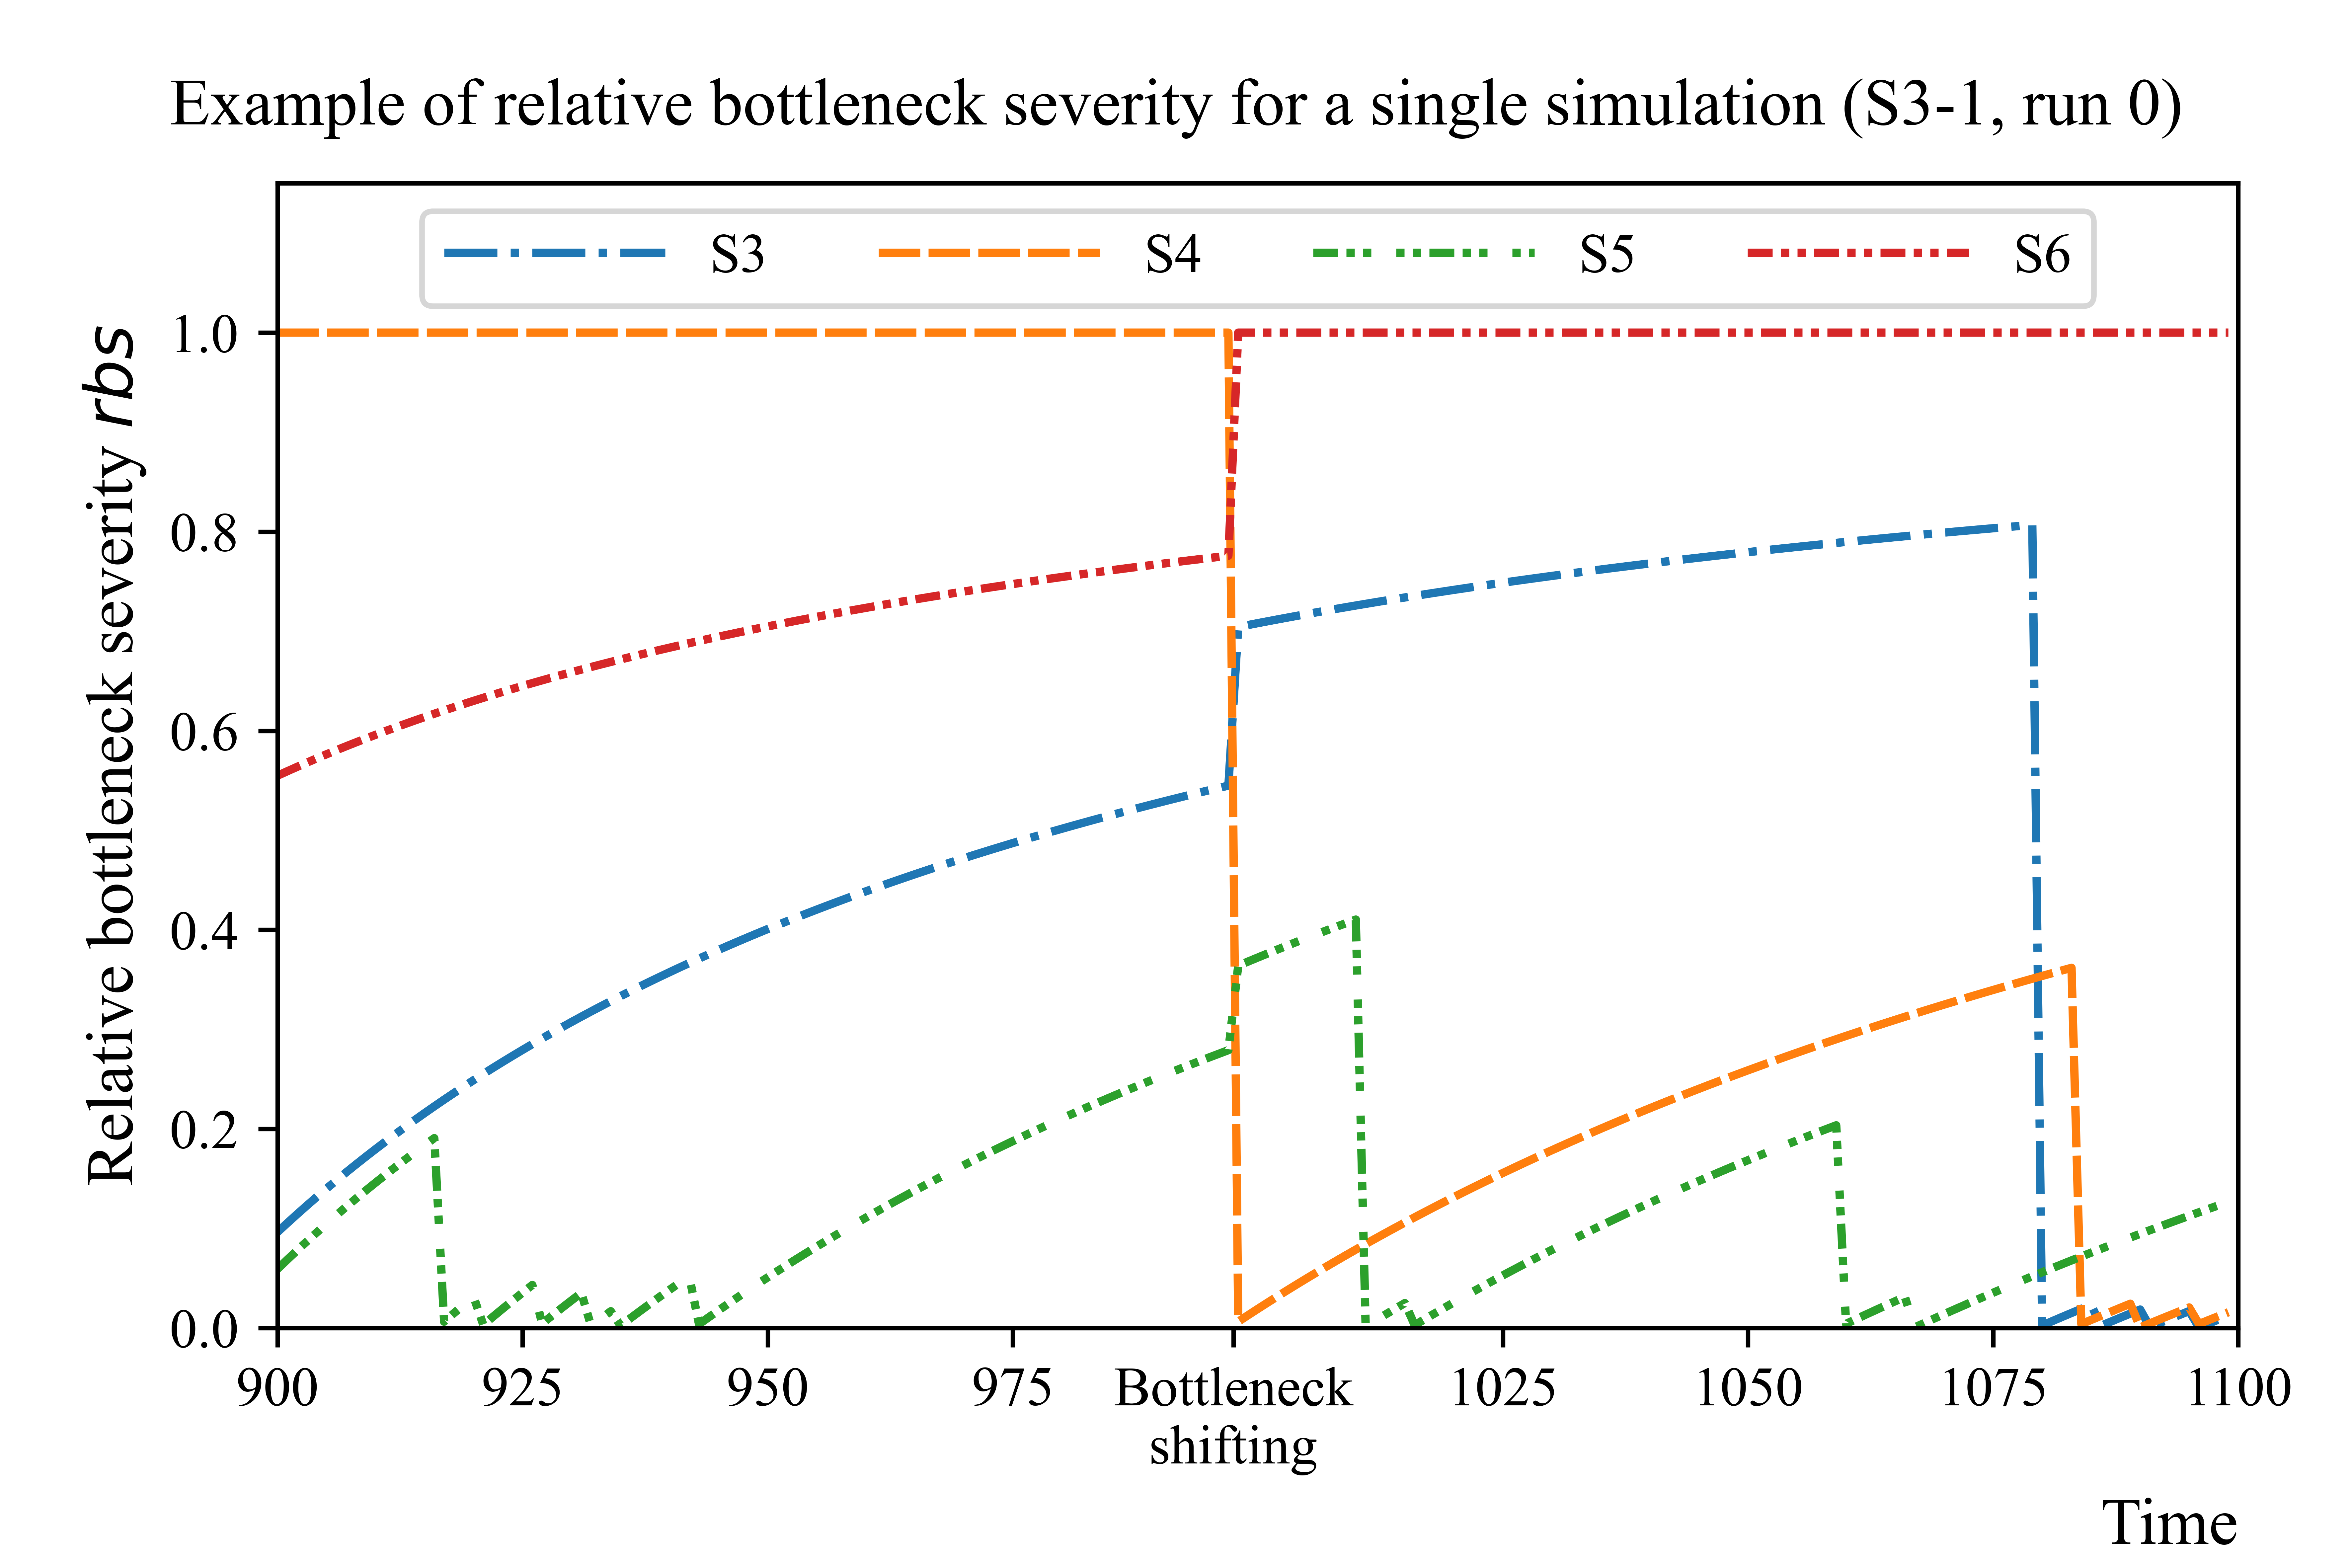 Example of relative bottleneck severity for a single simulation (S3-1, run 0)
S3 S4 S5 S6
Relative bottleneck severity rbs
1.0
0.8
0.6
0.4
0.2
0.0
900 925 950 975 Bottleneck 1025 1050 1075 1100
shifting
Time